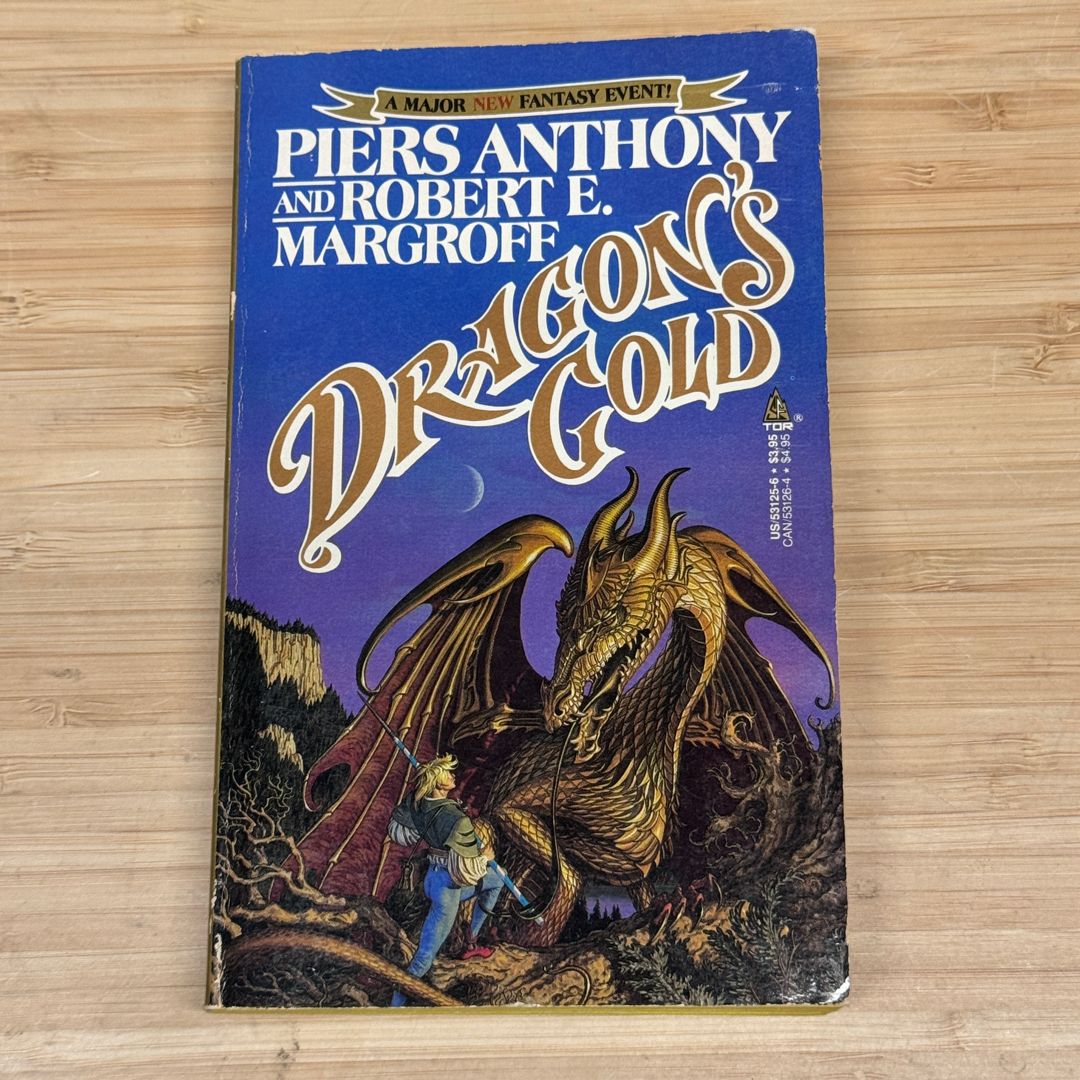 A MAJOR NEW FANTASY EVENT!
PIERS ANTHONY
AND ROBERT E.
MARGROFF
DRAGON'S
GOLD
TOR ®
US/53125-6 ★ $3.95
CAN/53126-4 ★ $4.95